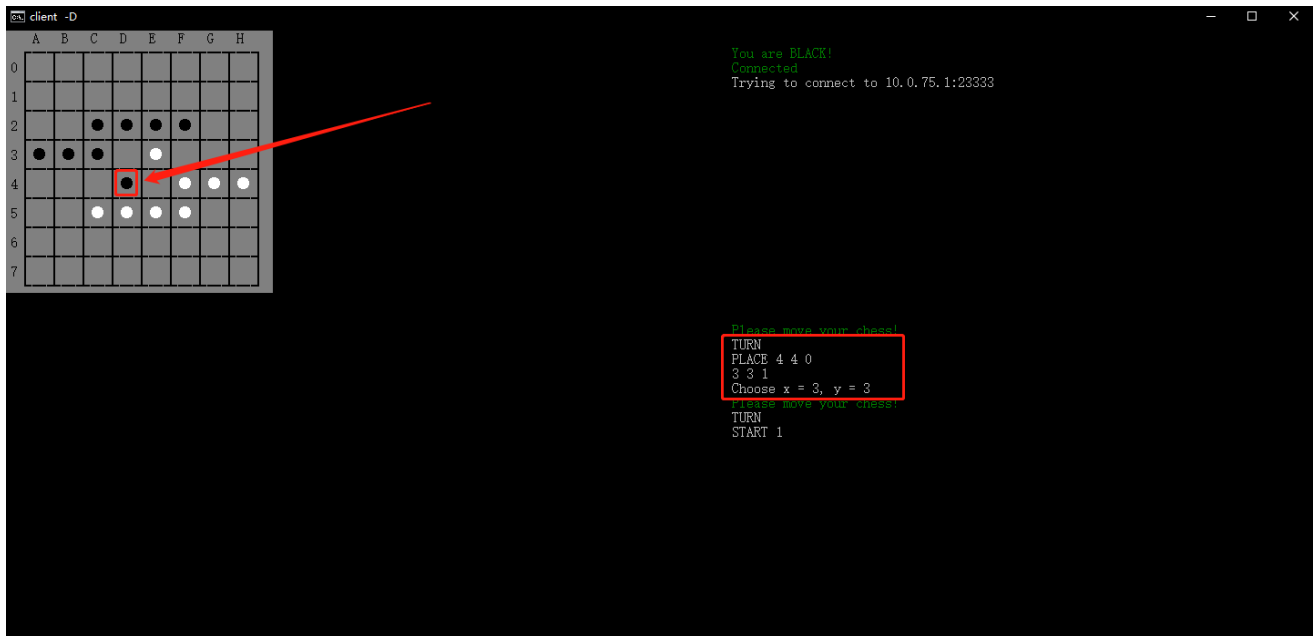 client -D
A B C D E F G H
0
1
2
3
4
5
6
7
You are BLACK!
Connected
Trying to connect to 10.0.75.1:23333
Please move your chess!
TURN
PLACE 4 4 0
3 3 1
Choose x = 3, y = 3
Please move your chess!
TURN
START 1